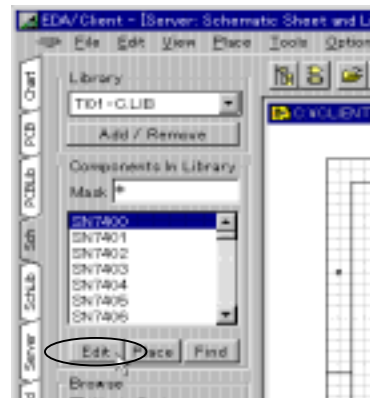 EDA/Client - [Server: Schematic Sheet and L
File Edit View Place Tools Option
Chart
PCB
PCBLib
Sch
SchLib
Server
Library
TI01-C.LIB
Add / Remove
C:\CLIENT
Components In Library
Mask *
SN7400
SN7401
SN7402
SN7403
SN7404
SN7405
SN7406
Edit Place Find
Browse